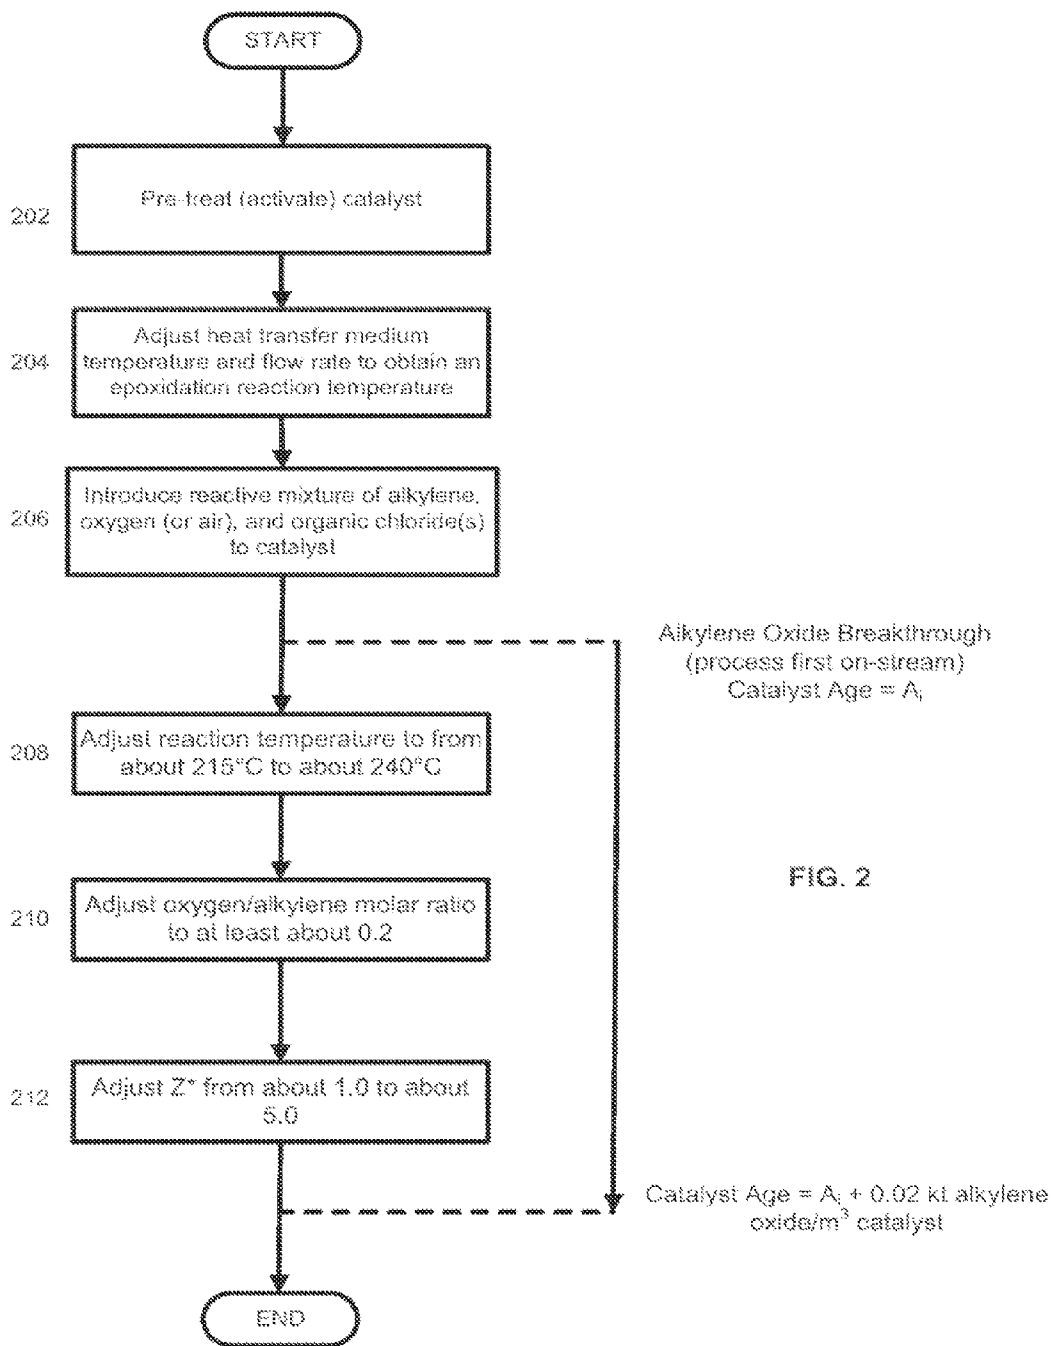 START
202
Pre-treat (activate) catalyst
204
Adjust heat transfer medium
temperature and flow rate to obtain an
epoxidation reaction temperature
206
Introduce reactive mixture of alkylene,
oxygen (or air), and organic chloride(s)
to catalyst
Alkylene Oxide Breakthrough
(process first on-stream)
Catalyst Age = Aᵢ
208
Adjust reaction temperature to from
about 215°C to about 240°C
FIG. 2
210
Adjust oxygen/alkylene molar ratio
to at least about 0.2
212
Adjust Z* from about 1.0 to about
5.0
Catalyst Age = Aᵢ + 0.02 kt alkylene
oxide/m³ catalyst
END